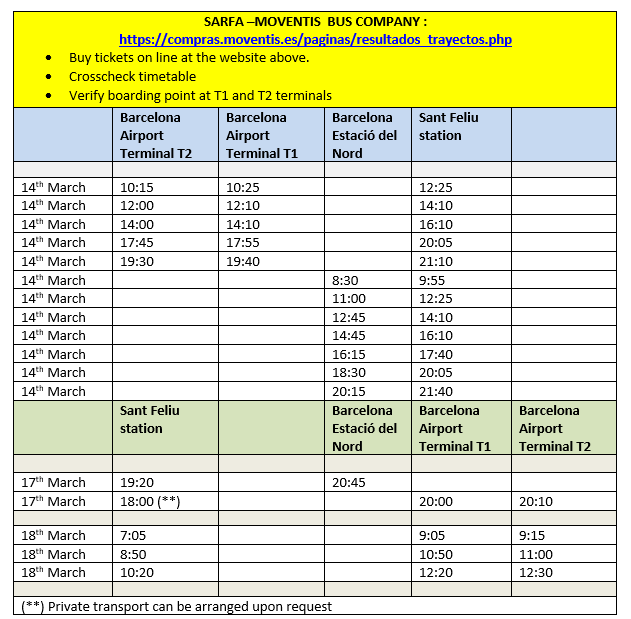 SARFA –MOVENTIS BUS COMPANY :
https://compras.moventis.es/paginas/resultados_trayectos.php
• Buy tickets on line at the website above.
• Crosscheck timetable
• Verify boarding point at T1 and T2 terminals
Barcelona Airport Terminal T2 Barcelona Airport Terminal T1 Barcelona Estació del Nord Sant Feliu station
14th March 10:15 10:25 12:25
14th March 12:00 12:10 14:10
14th March 14:00 14:10 16:10
14th March 17:45 17:55 20:05
14th March 19:30 19:40 21:10
14th March 8:30 9:55
14th March 11:00 12:25
14th March 12:45 14:10
14th March 14:45 16:10
14th March 16:15 17:40
14th March 18:30 20:05
14th March 20:15 21:40
Sant Feliu station Barcelona Estació del Nord Barcelona Airport Terminal T1 Barcelona Airport Terminal T2
17th March 19:20 20:45
17th March 18:00 (**) 20:00 20:10
18th March 7:05 9:05 9:15
18th March 8:50 10:50 11:00
18th March 10:20 12:20 12:30
(**) Private transport can be arranged upon request